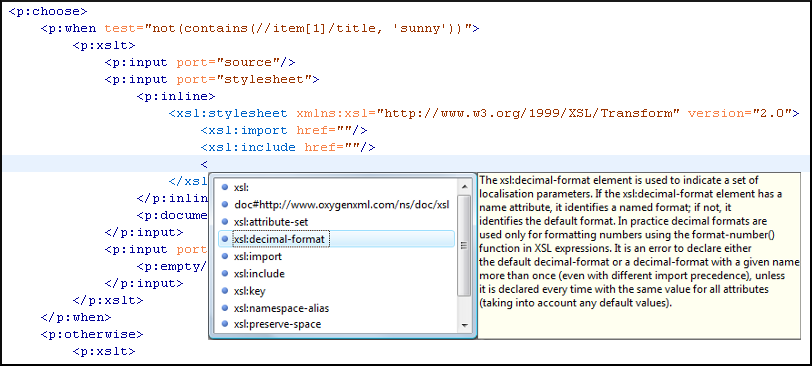 <p:choose>
<p:when test="not(contains(//item[1]/title, 'sunny'))">
<p:xslt>
<p:input port="source"/>
<p:input port="stylesheet">
<p:inline>
<xsl:stylesheet xmlns:xsl="http://www.w3.org/1999/XSL/Transform" version="2.0">
<xsl:import href=""/>
<xsl:include href=""/>
<
</xs
</p:in
<p:docume
</p:input>
<p:input por
<p:empty/
</p:input>
</p:xslt>
</p:when>
<p:otherwise>
<p:xslt>
xsl:
doc#http://www.oxygenxml.com/ns/doc/xsl
xsl:attribute-set
xsl:decimal-format
xsl:import
xsl:include
xsl:key
xsl:namespace-alias
xsl:preserve-space
The xsl:decimal-format element is used to indicate a set of
localisation parameters. If the xsl:decimal-format element has a
name attribute, it identifies a named format; if not, it
identifies the default format. In practice decimal formats are
used only for formatting numbers using the format-number()
function in XSL expressions. It is an error to declare either
the default decimal-format or a decimal-format with a given name
more than once (even with different import precedence), unless
it is declared every time with the same value for all attributes
(taking into account any default values).